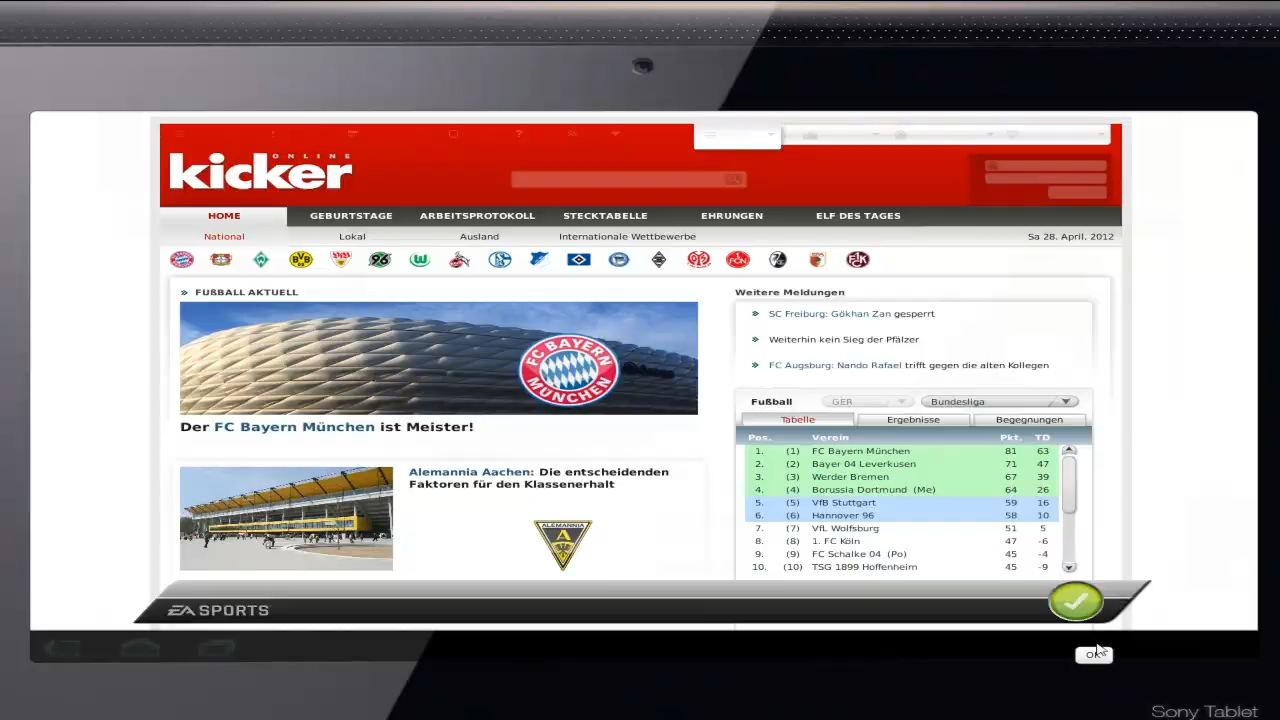 ONLINE
kicker
HOME GEBURTSTAGE ARBEITSPROTOKOLL STECKTABELLE EHRUNGEN ELF DES TAGES
National Lokal Ausland Internationale Wettbewerbe Sa 28. April, 2012
» FUßBALL AKTUELL
FC BAYERN MÜNCHEN
Der FC Bayern München ist Meister!
Alemannia Aachen: Die entscheidenden
Faktoren für den Klassenerhalt
ALEMANNIA
A
Weitere Meldungen
» SC Freiburg: Gökhan Zan gesperrt
» Weiterhin kein Sieg der Pfälzer
» FC Augsburg: Nando Rafael trifft gegen die alten Kollegen
Fußball GER Bundesliga
Tabelle Ergebnisse Begegnungen
Pos. Verein Pkt. TD
1. (1) FC Bayern München 81 63
2. (2) Bayer 04 Leverkusen 71 47
3. (3) Werder Bremen 67 39
4. (4) Borussia Dortmund (Me) 64 26
5. (5) VfB Stuttgart 59 16
6. (6) Hannover 96 58 10
7. (7) VfL Wolfsburg 51 5
8. (8) 1. FC Köln 47 -6
9. (9) FC Schalke 04 (Po) 45 -4
10. (10) TSG 1899 Hoffenheim 45 -9
EA SPORTS
OK
Sony Tablet